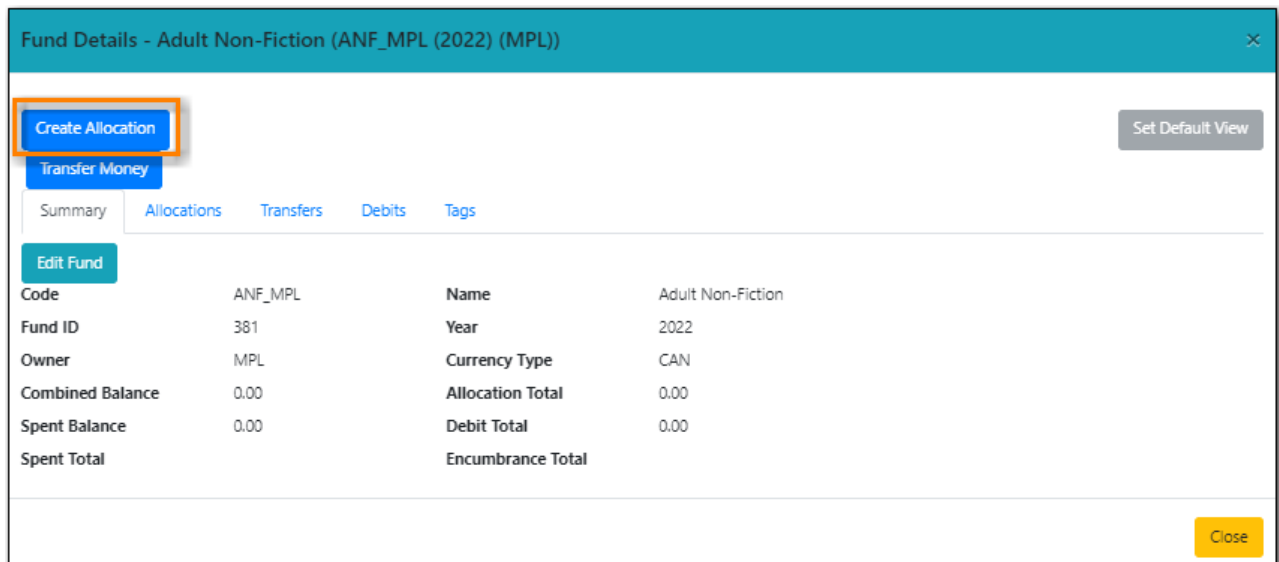 Fund Details - Adult Non-Fiction (ANF_MPL (2022) (MPL)) ×
Create Allocation Set Default View
Transfer Money
Summary Allocations Transfers Debits Tags
Edit Fund
Code ANF_MPL Name Adult Non-Fiction
Fund ID 381 Year 2022
Owner MPL Currency Type CAN
Combined Balance 0.00 Allocation Total 0.00
Spent Balance 0.00 Debit Total 0.00
Spent Total Encumbrance Total
Close